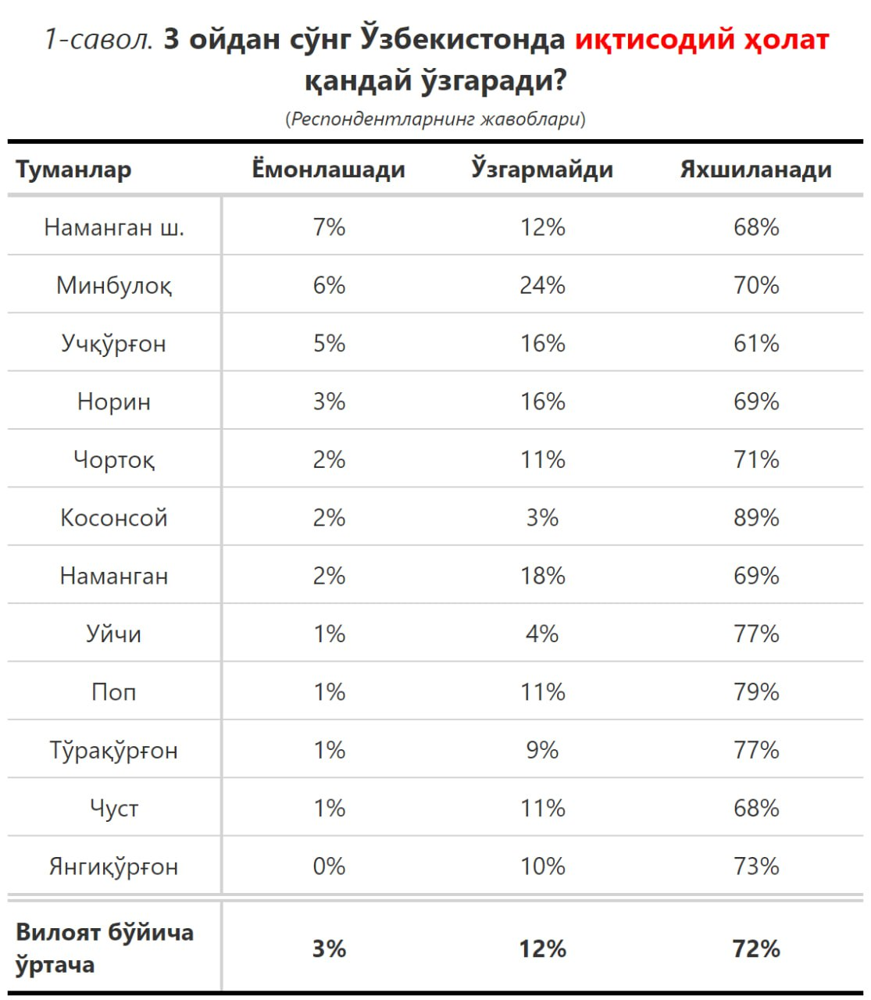 1-савол. 3 ойдан сўнг Ўзбекистонда иқтисодий ҳолат
қандай ўзгаради?
(Респондентларнинг жавоблари)
Туманлар Ёмонлашади Ўзгармайди Яхшиланади
Наманган ш. 7% 12% 68%
Минбулоқ 6% 24% 70%
Учқўрғон 5% 16% 61%
Норин 3% 16% 69%
Чортоқ 2% 11% 71%
Косонсой 2% 3% 89%
Наманган 2% 18% 69%
Уйчи 1% 4% 77%
Поп 1% 11% 79%
Тўрақўрғон 1% 9% 77%
Чуст 1% 11% 68%
Янгиқўрғон 0% 10% 73%
Вилоят бўйича
ўртача 3% 12% 72%